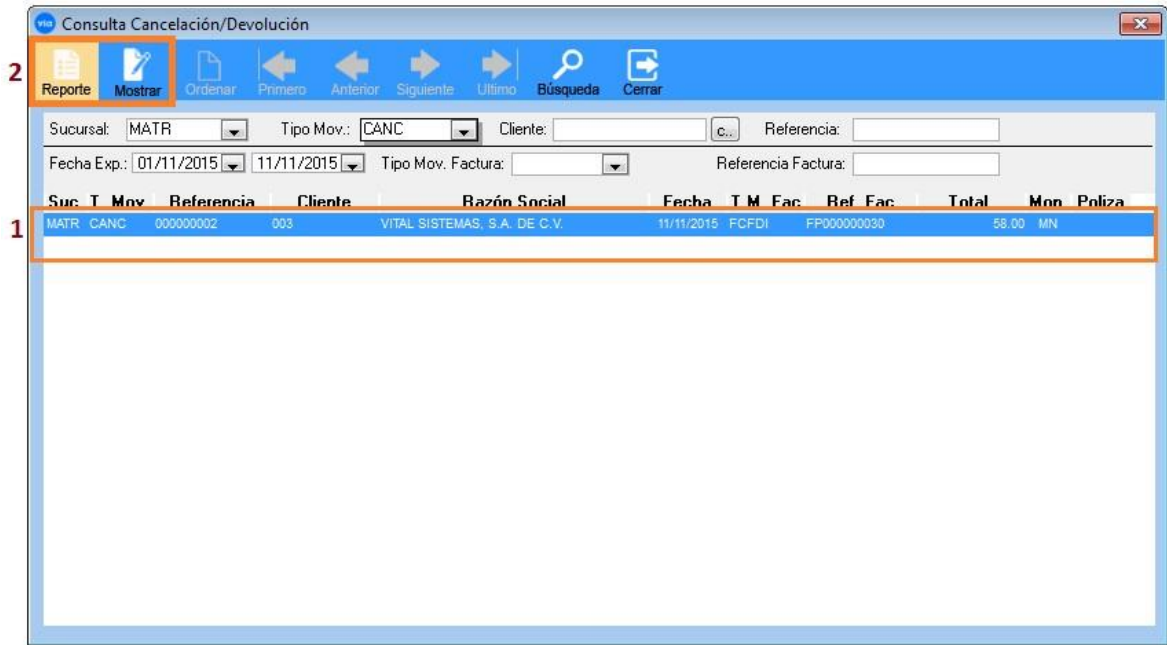 via Consulta Cancelación/Devolución
2
Reporte Mostrar Ordenar Primero Anterior Siguiente Ultimo Búsqueda Cerrar
Sucursal: MATR Tipo Mov.: CANC Cliente: c.. Referencia:
Fecha Exp.: 01/11/2015 11/11/2015 Tipo Mov. Factura: Referencia Factura:
Suc T Mov Referencia Cliente Razón Social Fecha T M Fac Ref Fac Total Mon Poliza
1
MATR CANC 000000002 003 VITAL SISTEMAS, S.A. DE C.V. 11/11/2015 FCFDI FP000000030 58.00 MN